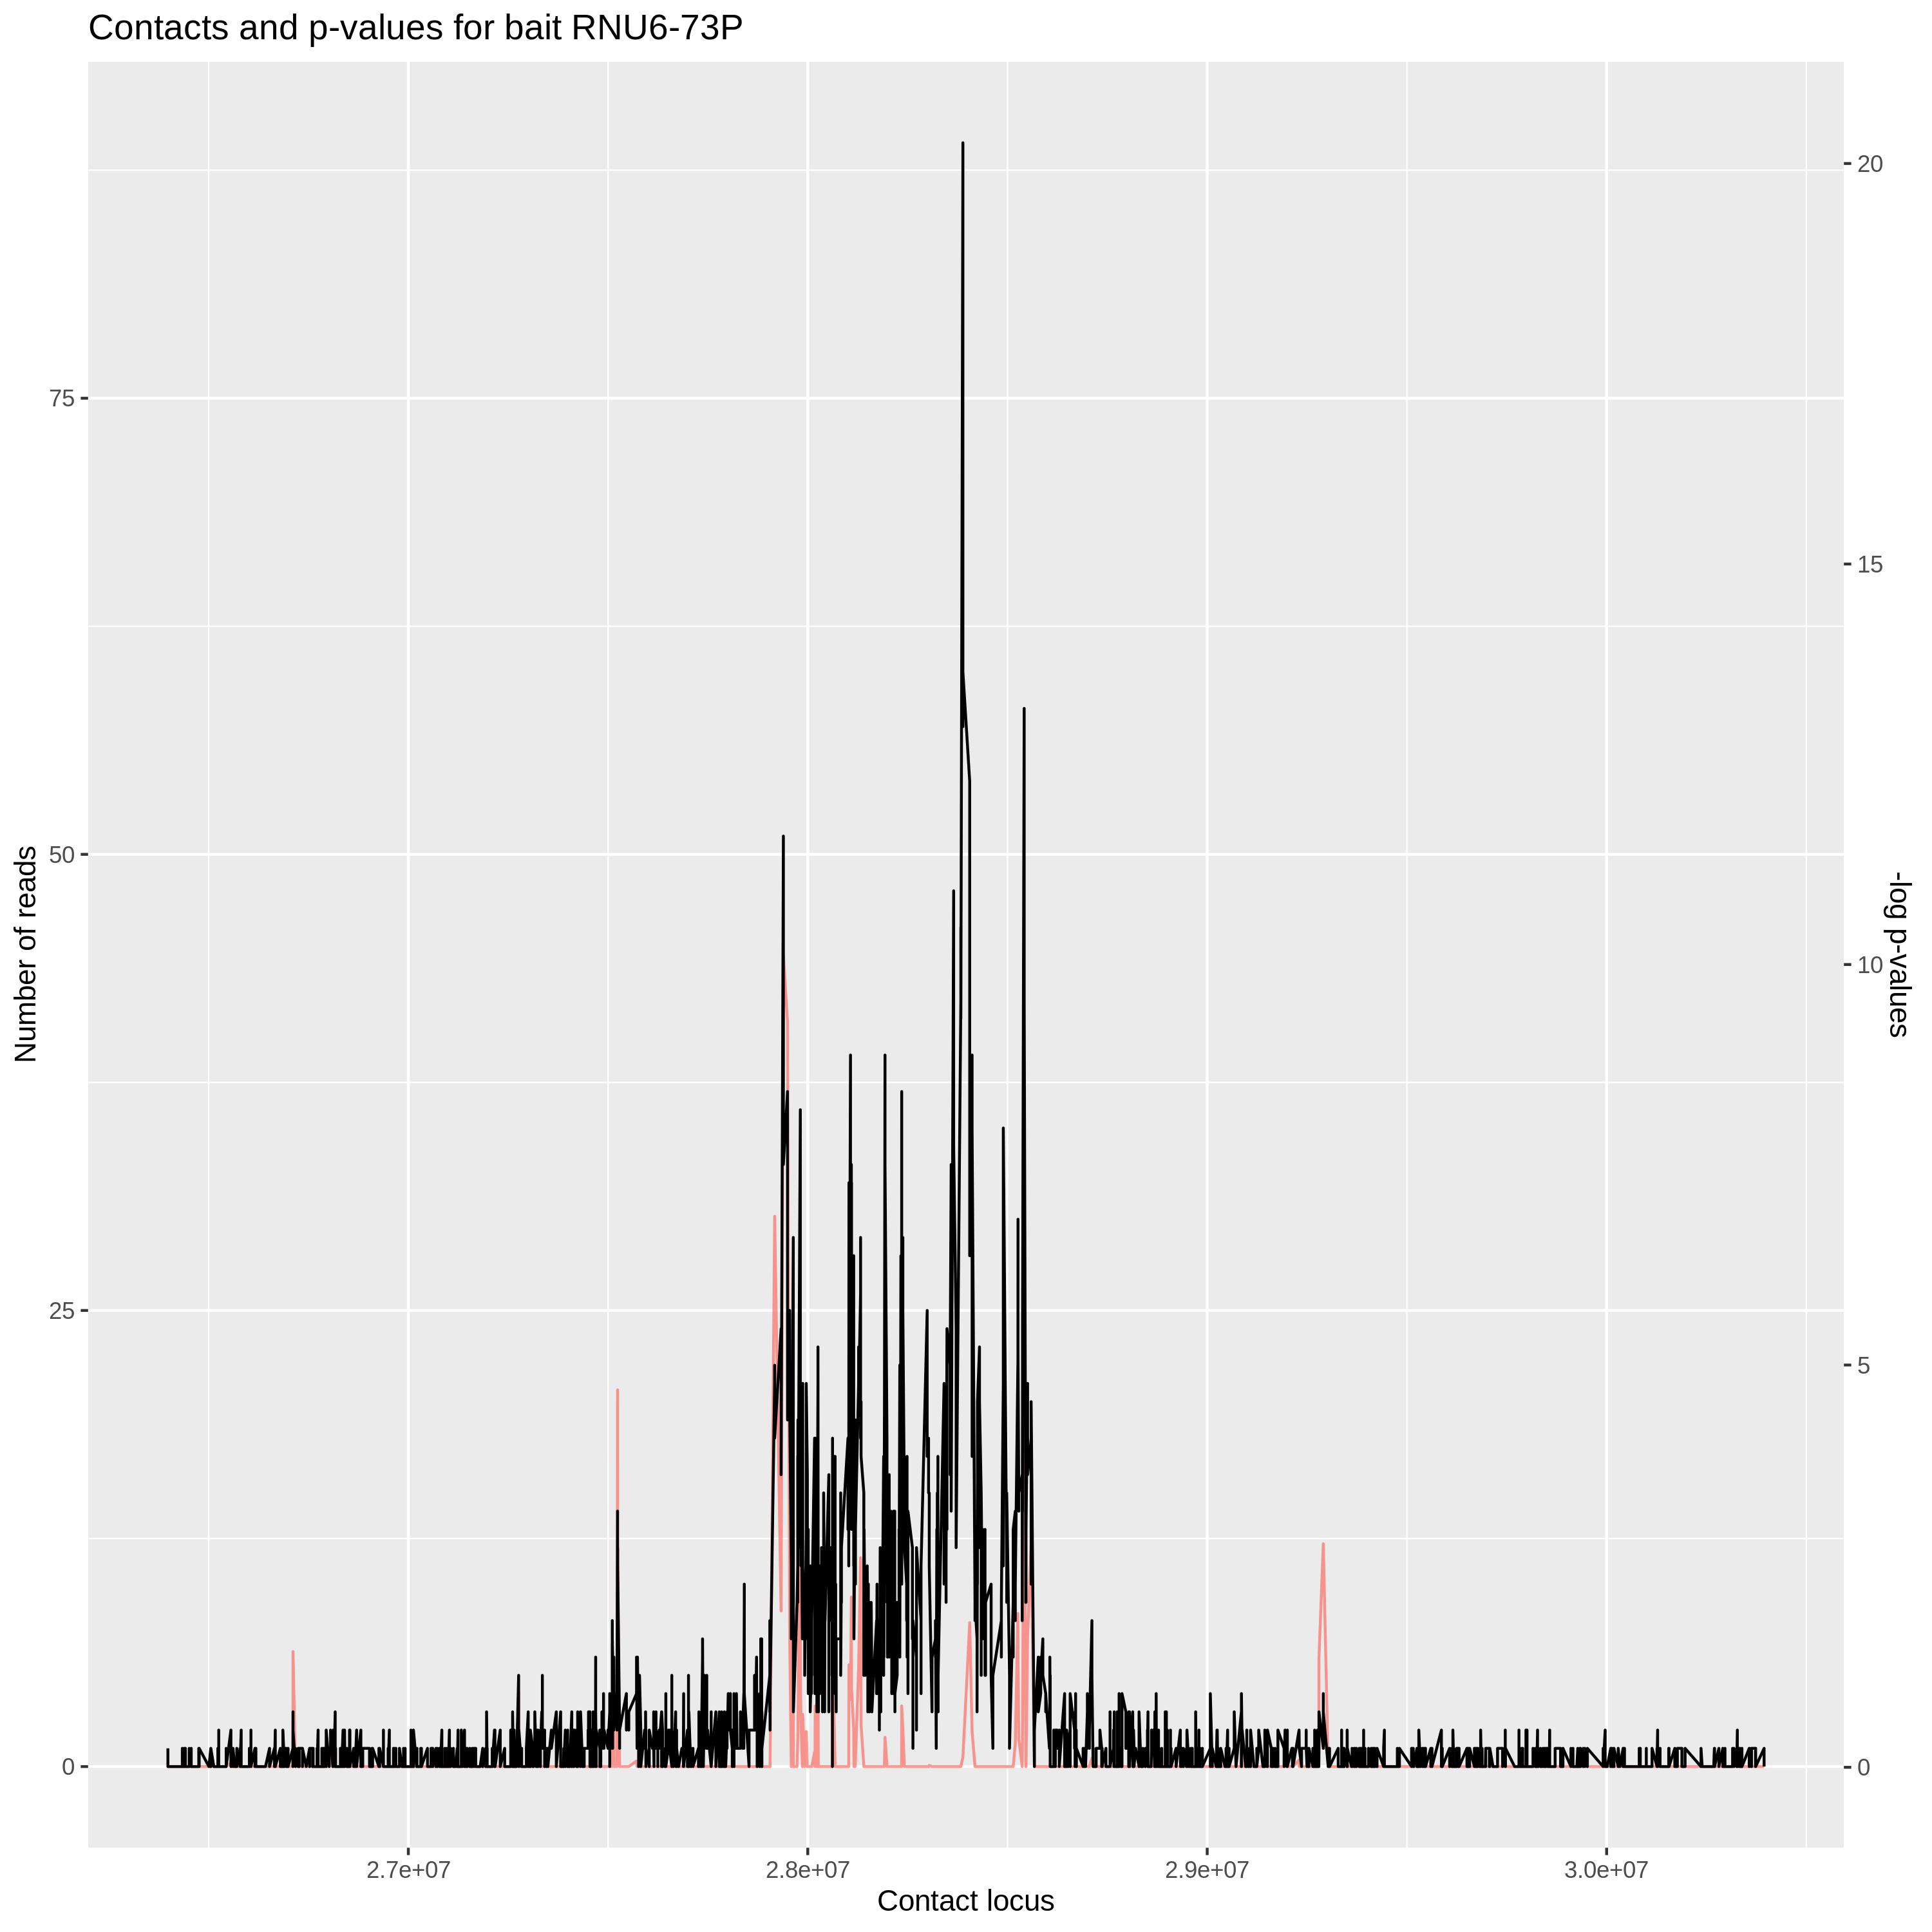 Contacts and p-values for bait RNU6-73P
Number of reads
75
50
25
0
20
15
10
5
0
-log p-values
2.7e+07
2.8e+07
2.9e+07
3.0e+07
Contact locus